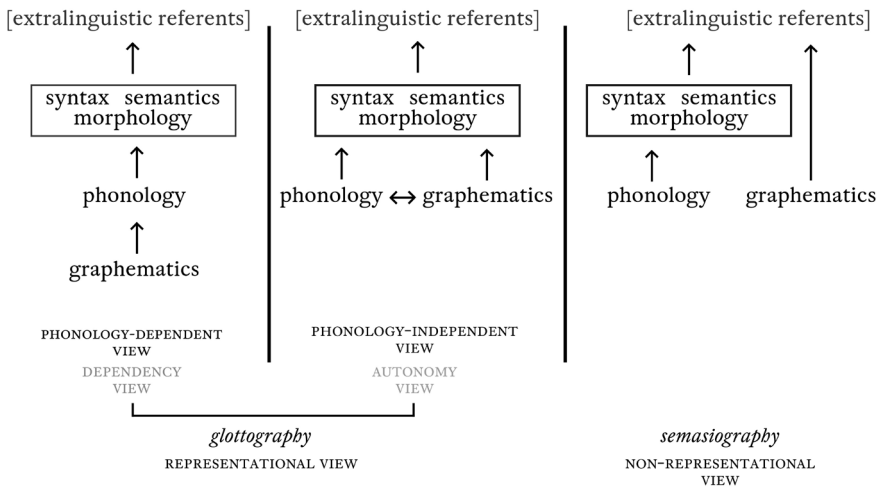 [extralinguistic referents]
syntax semantics
morphology
phonology
graphematics
PHONOLOGY-DEPENDENT
VIEW
DEPENDENCY
VIEW
[extralinguistic referents]
syntax semantics
morphology
phonology ↔ graphematics
PHONOLOGY-INDEPENDENT
VIEW
AUTONOMY
VIEW
glottography
REPRESENTATIONAL VIEW
[extralinguistic referents]
syntax semantics
morphology
phonology graphematics
semasiography
NON-REPRESENTATIONAL
VIEW